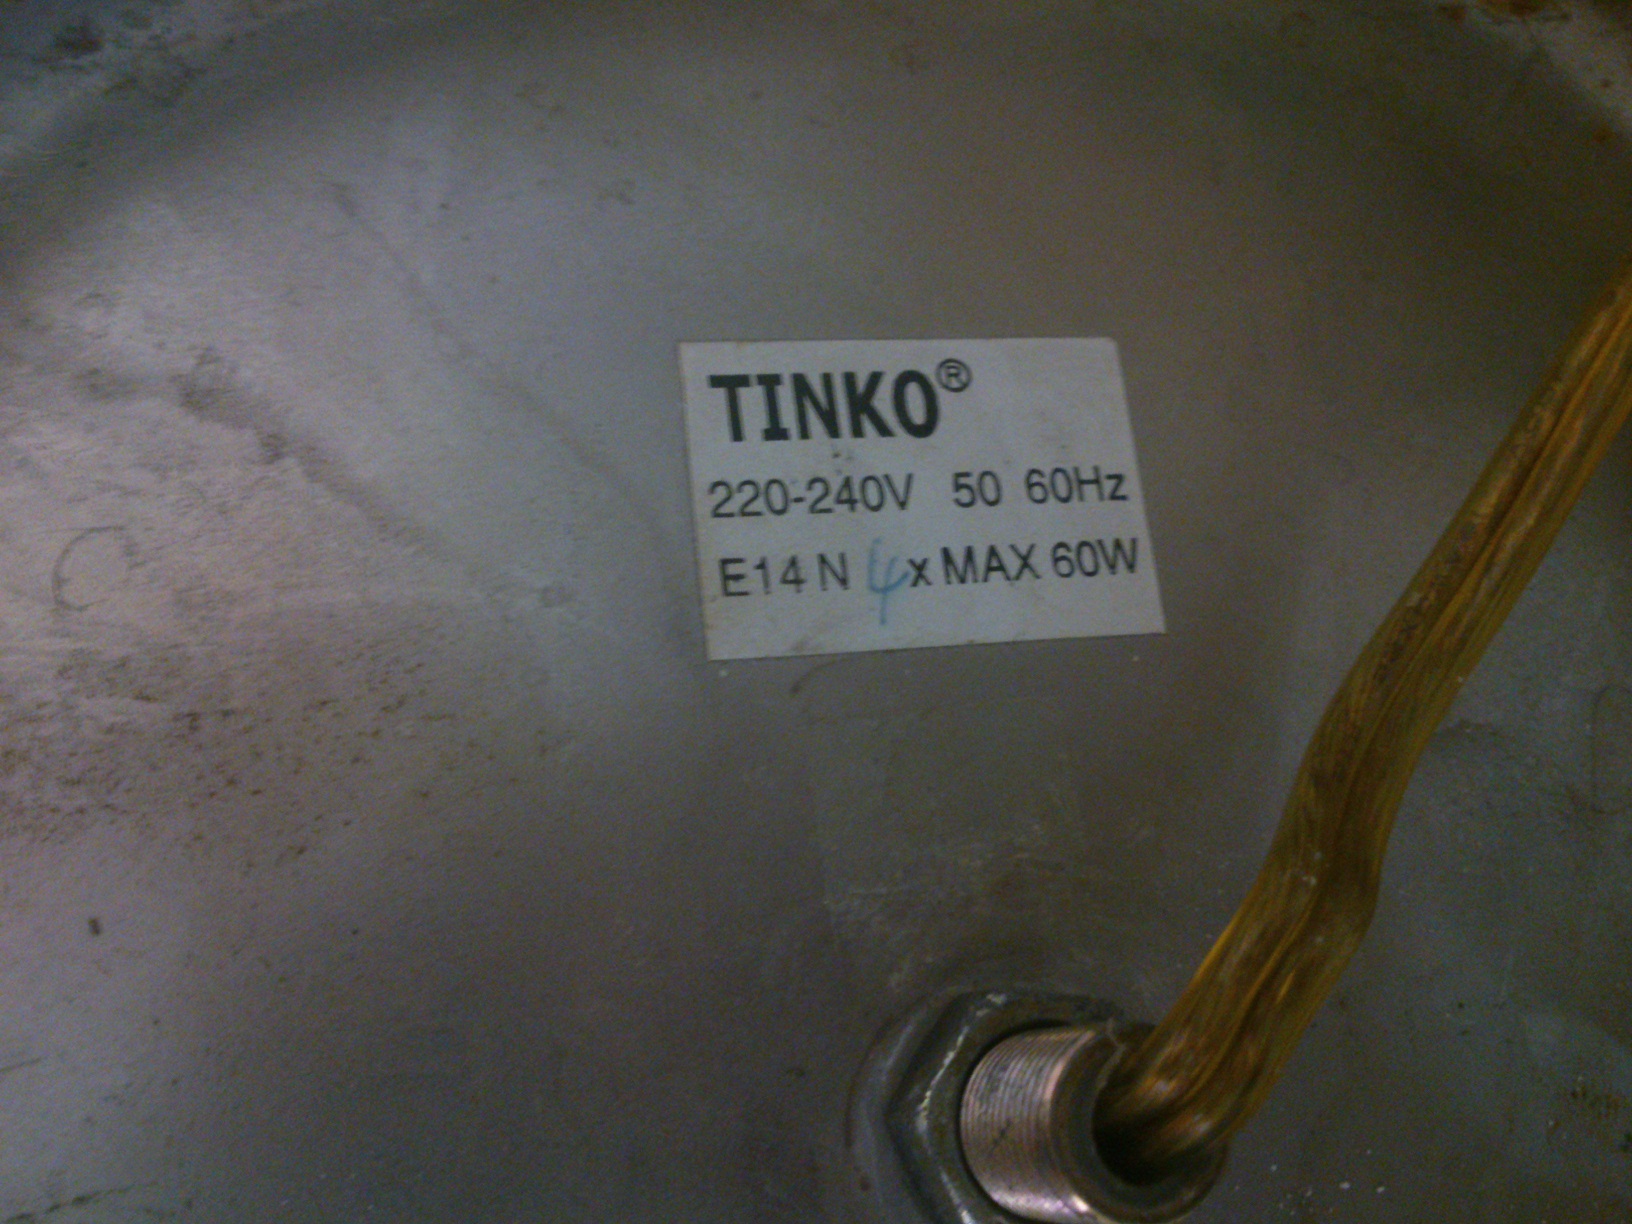 TINKO®
220-240V 50 60Hz
E14 N 4 x MAX 60W